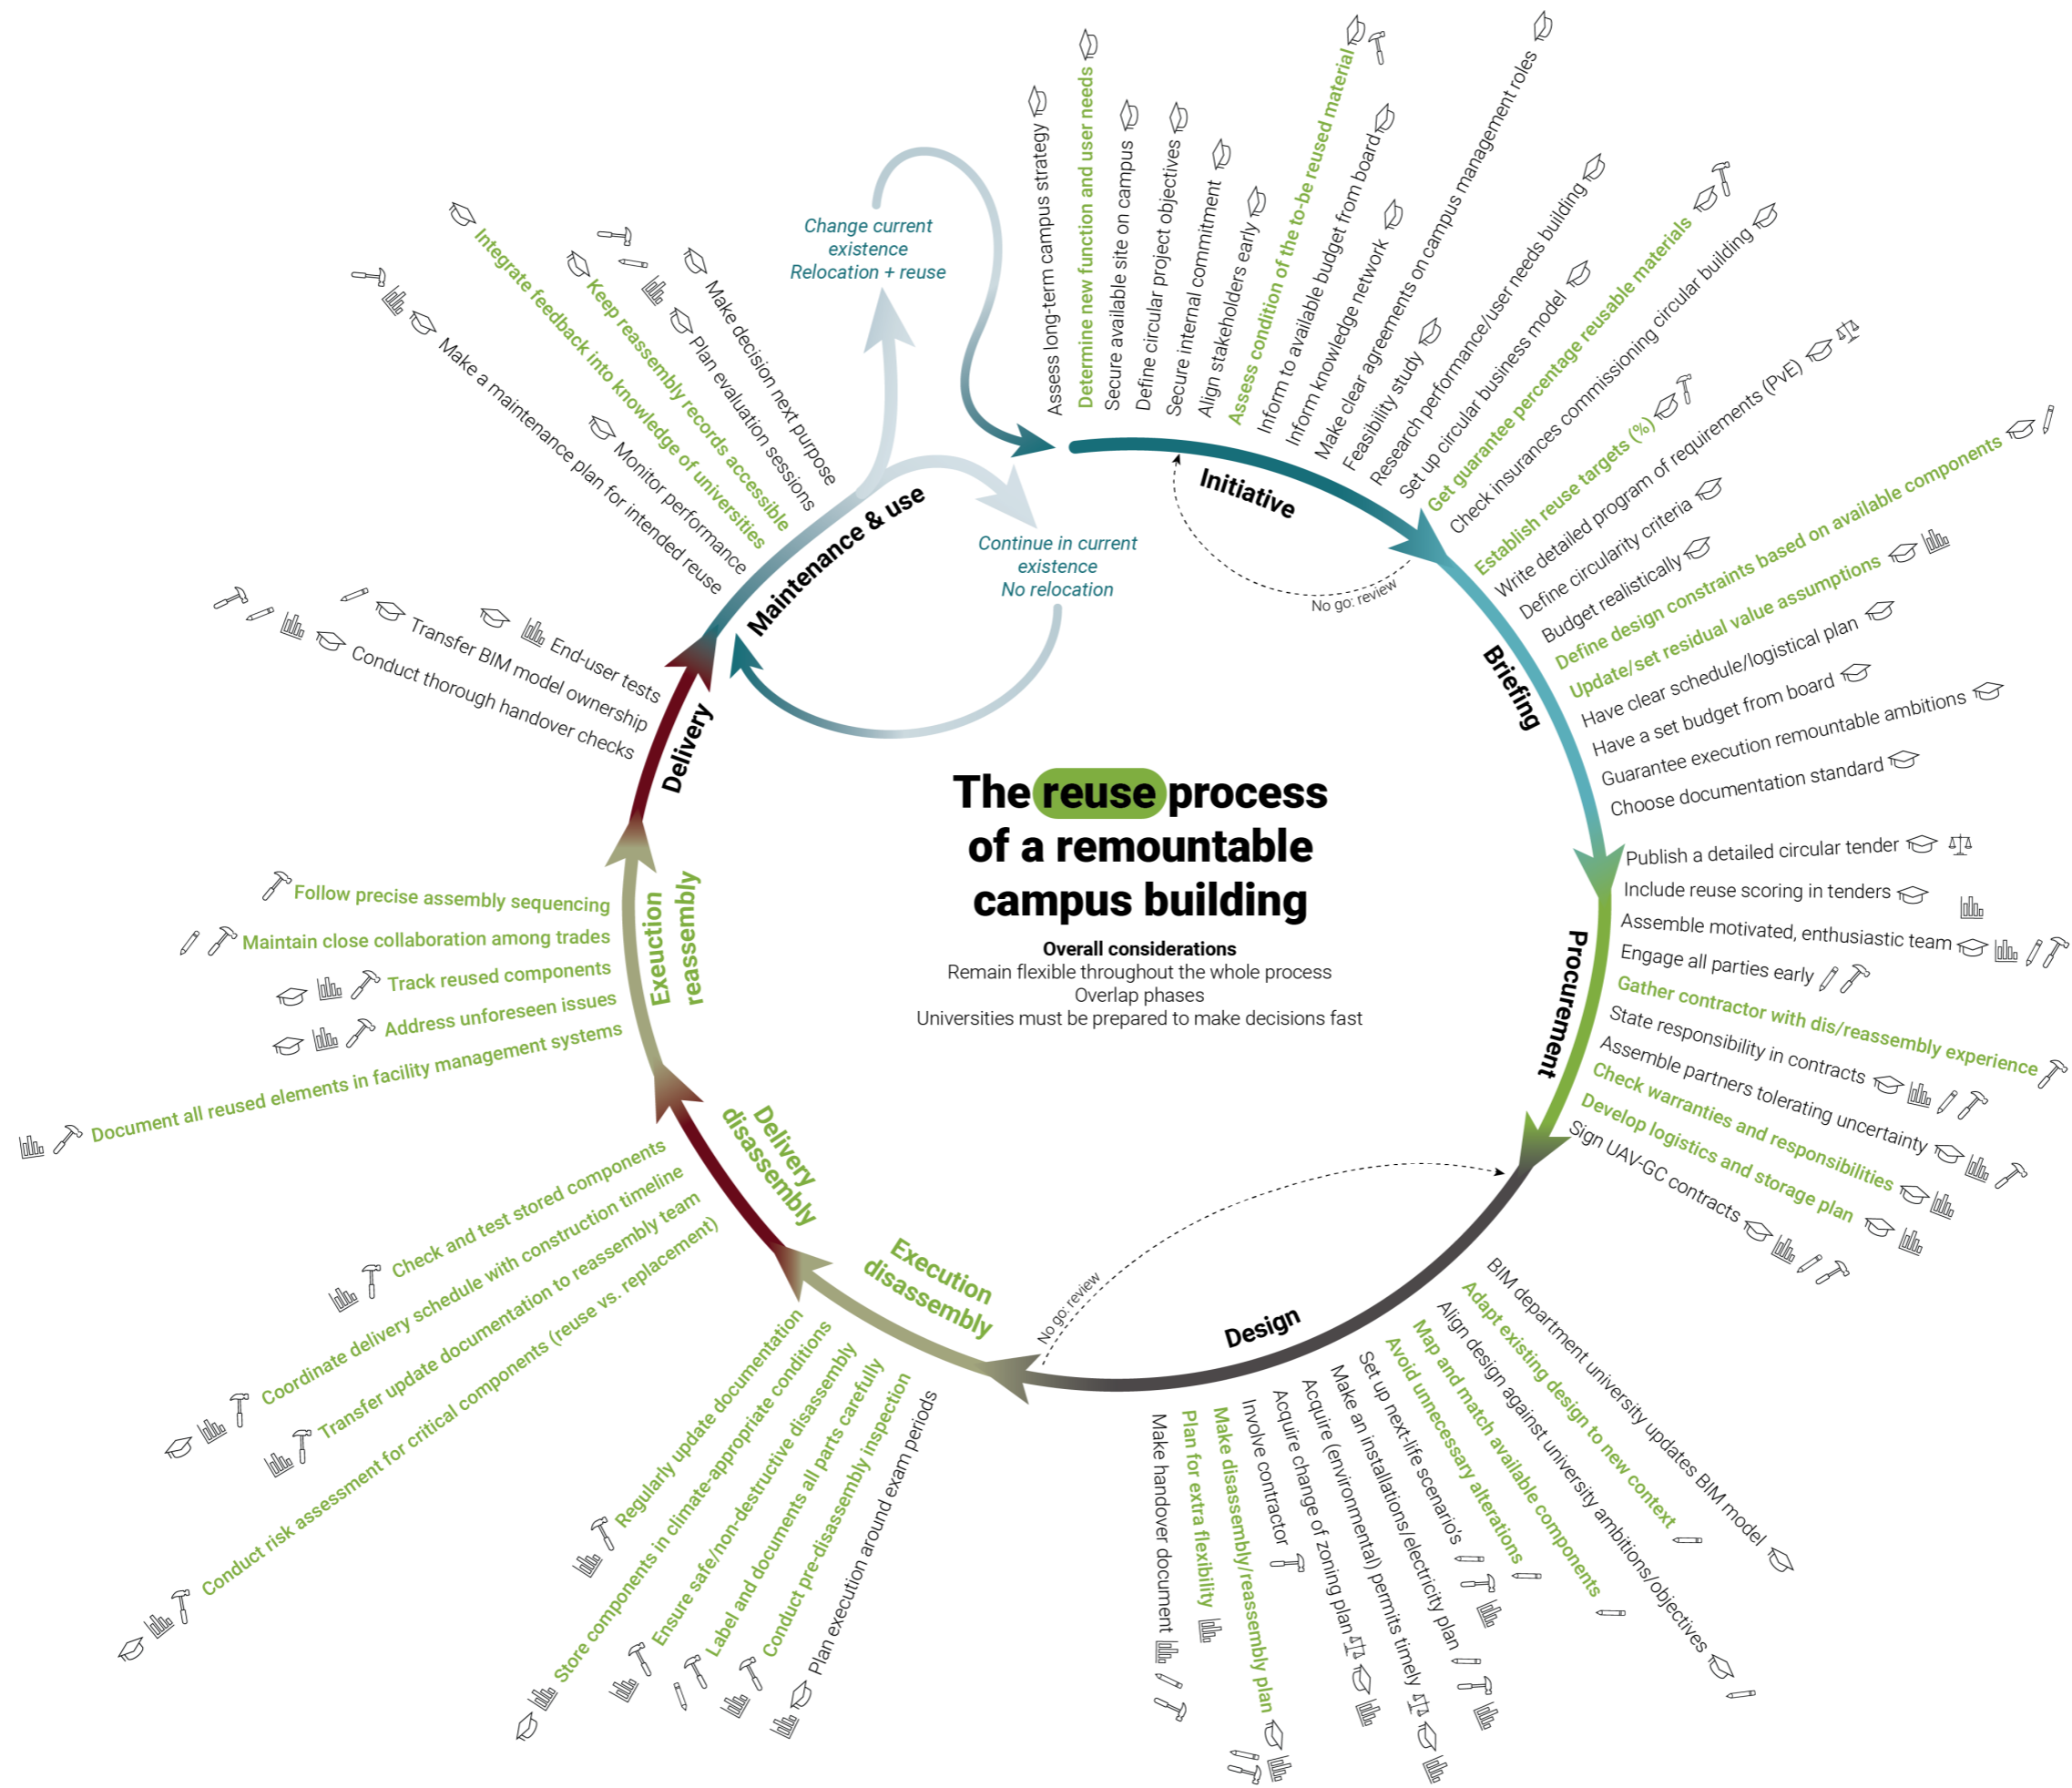 The reuse process
of a remountable
campus building
Overall considerations
Remain flexible throughout the whole process
Overlap phases
Universities must be prepared to make decisions fast
Initiative
Assess long-term campus strategy
Determine new function and user needs
Secure available site on campus
Define circular project objectives
Secure internal commitment
Align stakeholders early
Assess condition of the to-be reused material
Inform to available budget from board
Inform knowledge network
Make clear agreements on campus management roles
Feasibility study
Research performance/user needs building
Set up circular business model
Get guarantee percentage reusable materials
Check insurances commissioning circular building
No go: review
Briefing
Establish reuse targets (%)
Write detailed program of requirements (PvE)
Define circularity criteria
Budget realistically
Define design constraints based on available components
Update/set residual value assumptions
Have clear schedule/logistical plan
Have a set budget from board
Guarantee execution remountable ambitions
Choose documentation standard
Procurement
Publish a detailed circular tender
Include reuse scoring in tenders
Assemble motivated, enthusiastic team
Engage all parties early
Gather contractor with dis/reassembly experience
State responsibility in contracts
Assemble partners tolerating uncertainty
Check warranties and responsibilities
Develop logistics and storage plan
Sign UAV-GC contracts
Design
BIM department university updates BIM model
Adapt existing design to new context
Align design against university ambitions/objectives
Map and match available components
Avoid unnecessary alterations
Set up next-life scenario's
Make an installations/electricity plan
Acquire (environmental) permits timely
Acquire change of zoning plan
Involve contractor
Make disassembly/reassembly plan
Plan for extra flexibility
Make handover document
No go: review
Execution
disassembly
Plan execution around exam periods
Conduct pre-disassembly inspection
Label and documents all parts carefully
Ensure safe/non-destructive disassembly
Store components in climate-appropriate conditions
Regularly update documentation
Delivery
disassembly
Conduct risk assessment for critical components (reuse vs. replacement)
Transfer update documentation to reassembly team
Coordinate delivery schedule with construction timeline
Check and test stored components
Exeuction
reassembly
Document all reused elements in facility management systems
Address unforeseen issues
Track reused components
Maintain close collaboration among trades
Follow precise assembly sequencing
Delivery
Conduct thorough handover checks
Transfer BIM model ownership
End-user tests
Maintenance & use
Make a maintenance plan for intended reuse
Monitor performance
Integrate feedback into knowledge of universities
Keep reassembly records accessible
Plan evaluation sessions
Make decision next purpose
Change current
existence
Relocation + reuse
Continue in current
existence
No relocation